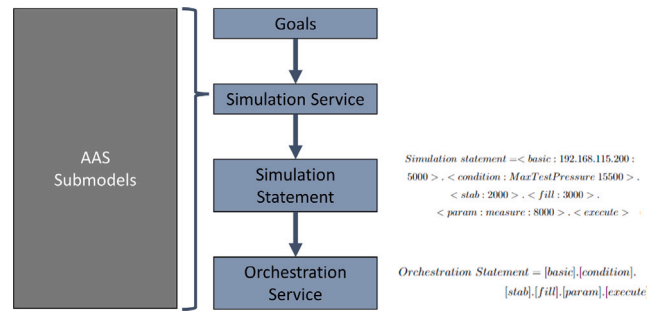 AAS
Submodels
Goals
Simulation Service
Simulation
Statement
Orchestration
Service
Simulation statement =< basic : 192.168.115.200 :
5000 > . < condition : MaxTestPressure 15500 > .
< stab : 2000 > . < fill : 3000 > .
< param : measure : 8000 > . < execute >
Orchestration Statement = [basic].[condition].
[stab].[fill].[param].[execute